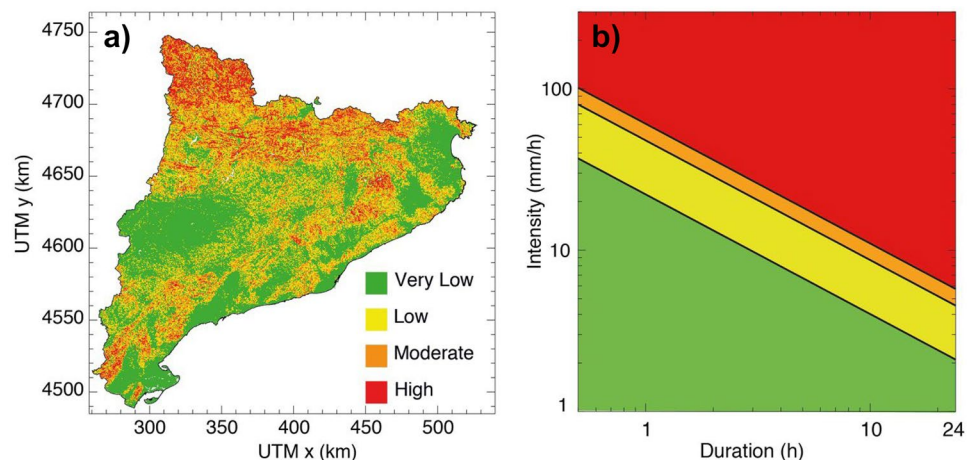 a)
UTM y (km)
4750
4700
4650
4600
4550
4500
300
350
400
450
500
UTM x (km)
Very Low
Low
Moderate
High
b)
Intensity (mm/h)
100
10
1
1
10
24
Duration (h)